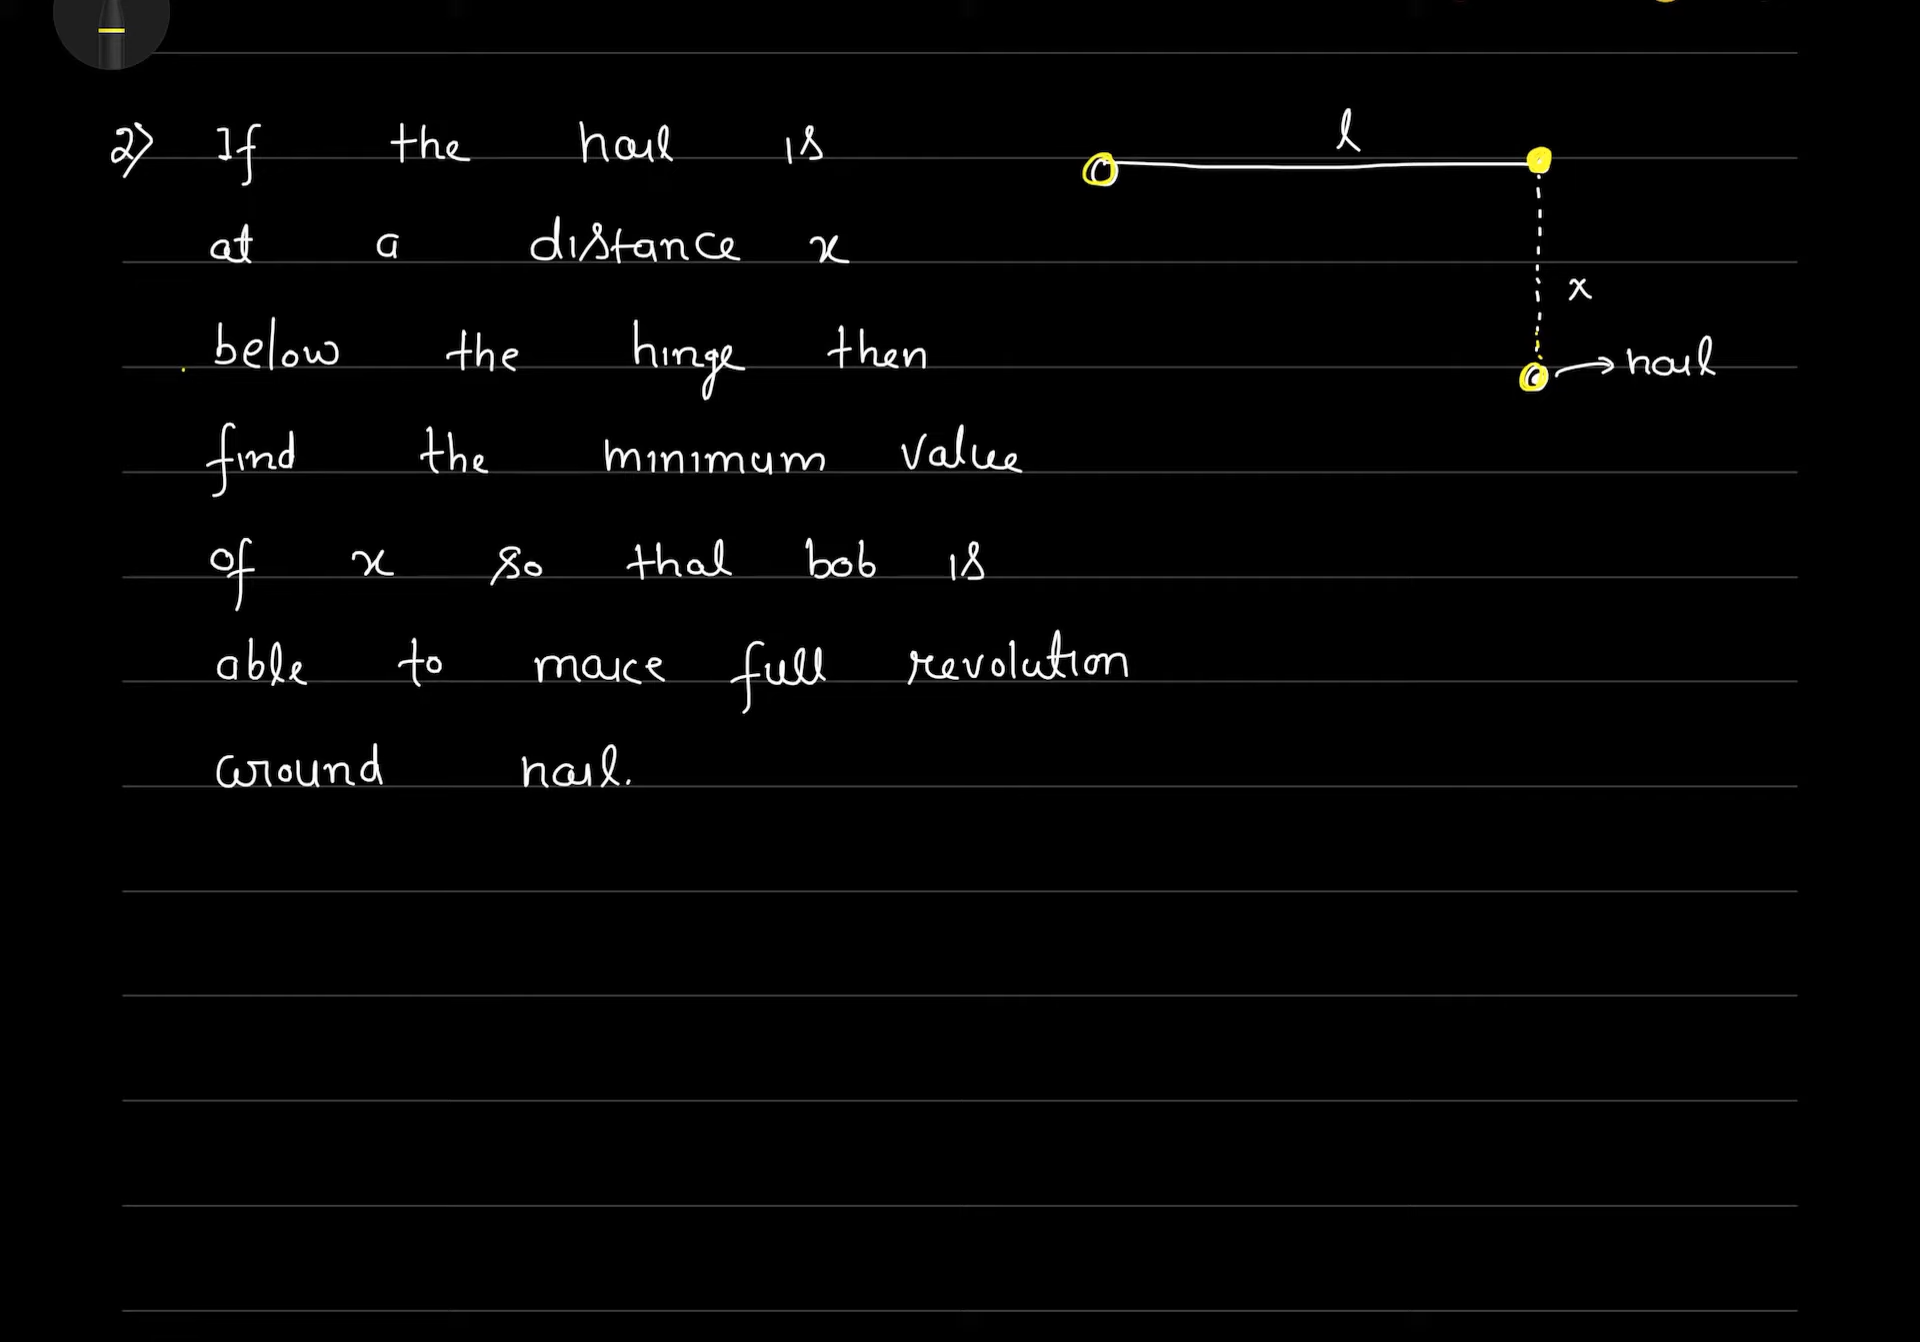 2) If the nail is
l
at a distance x
x
below the hinge then
nail
find the minimum value
of x so that bob is
able to make full revolution
around nail.